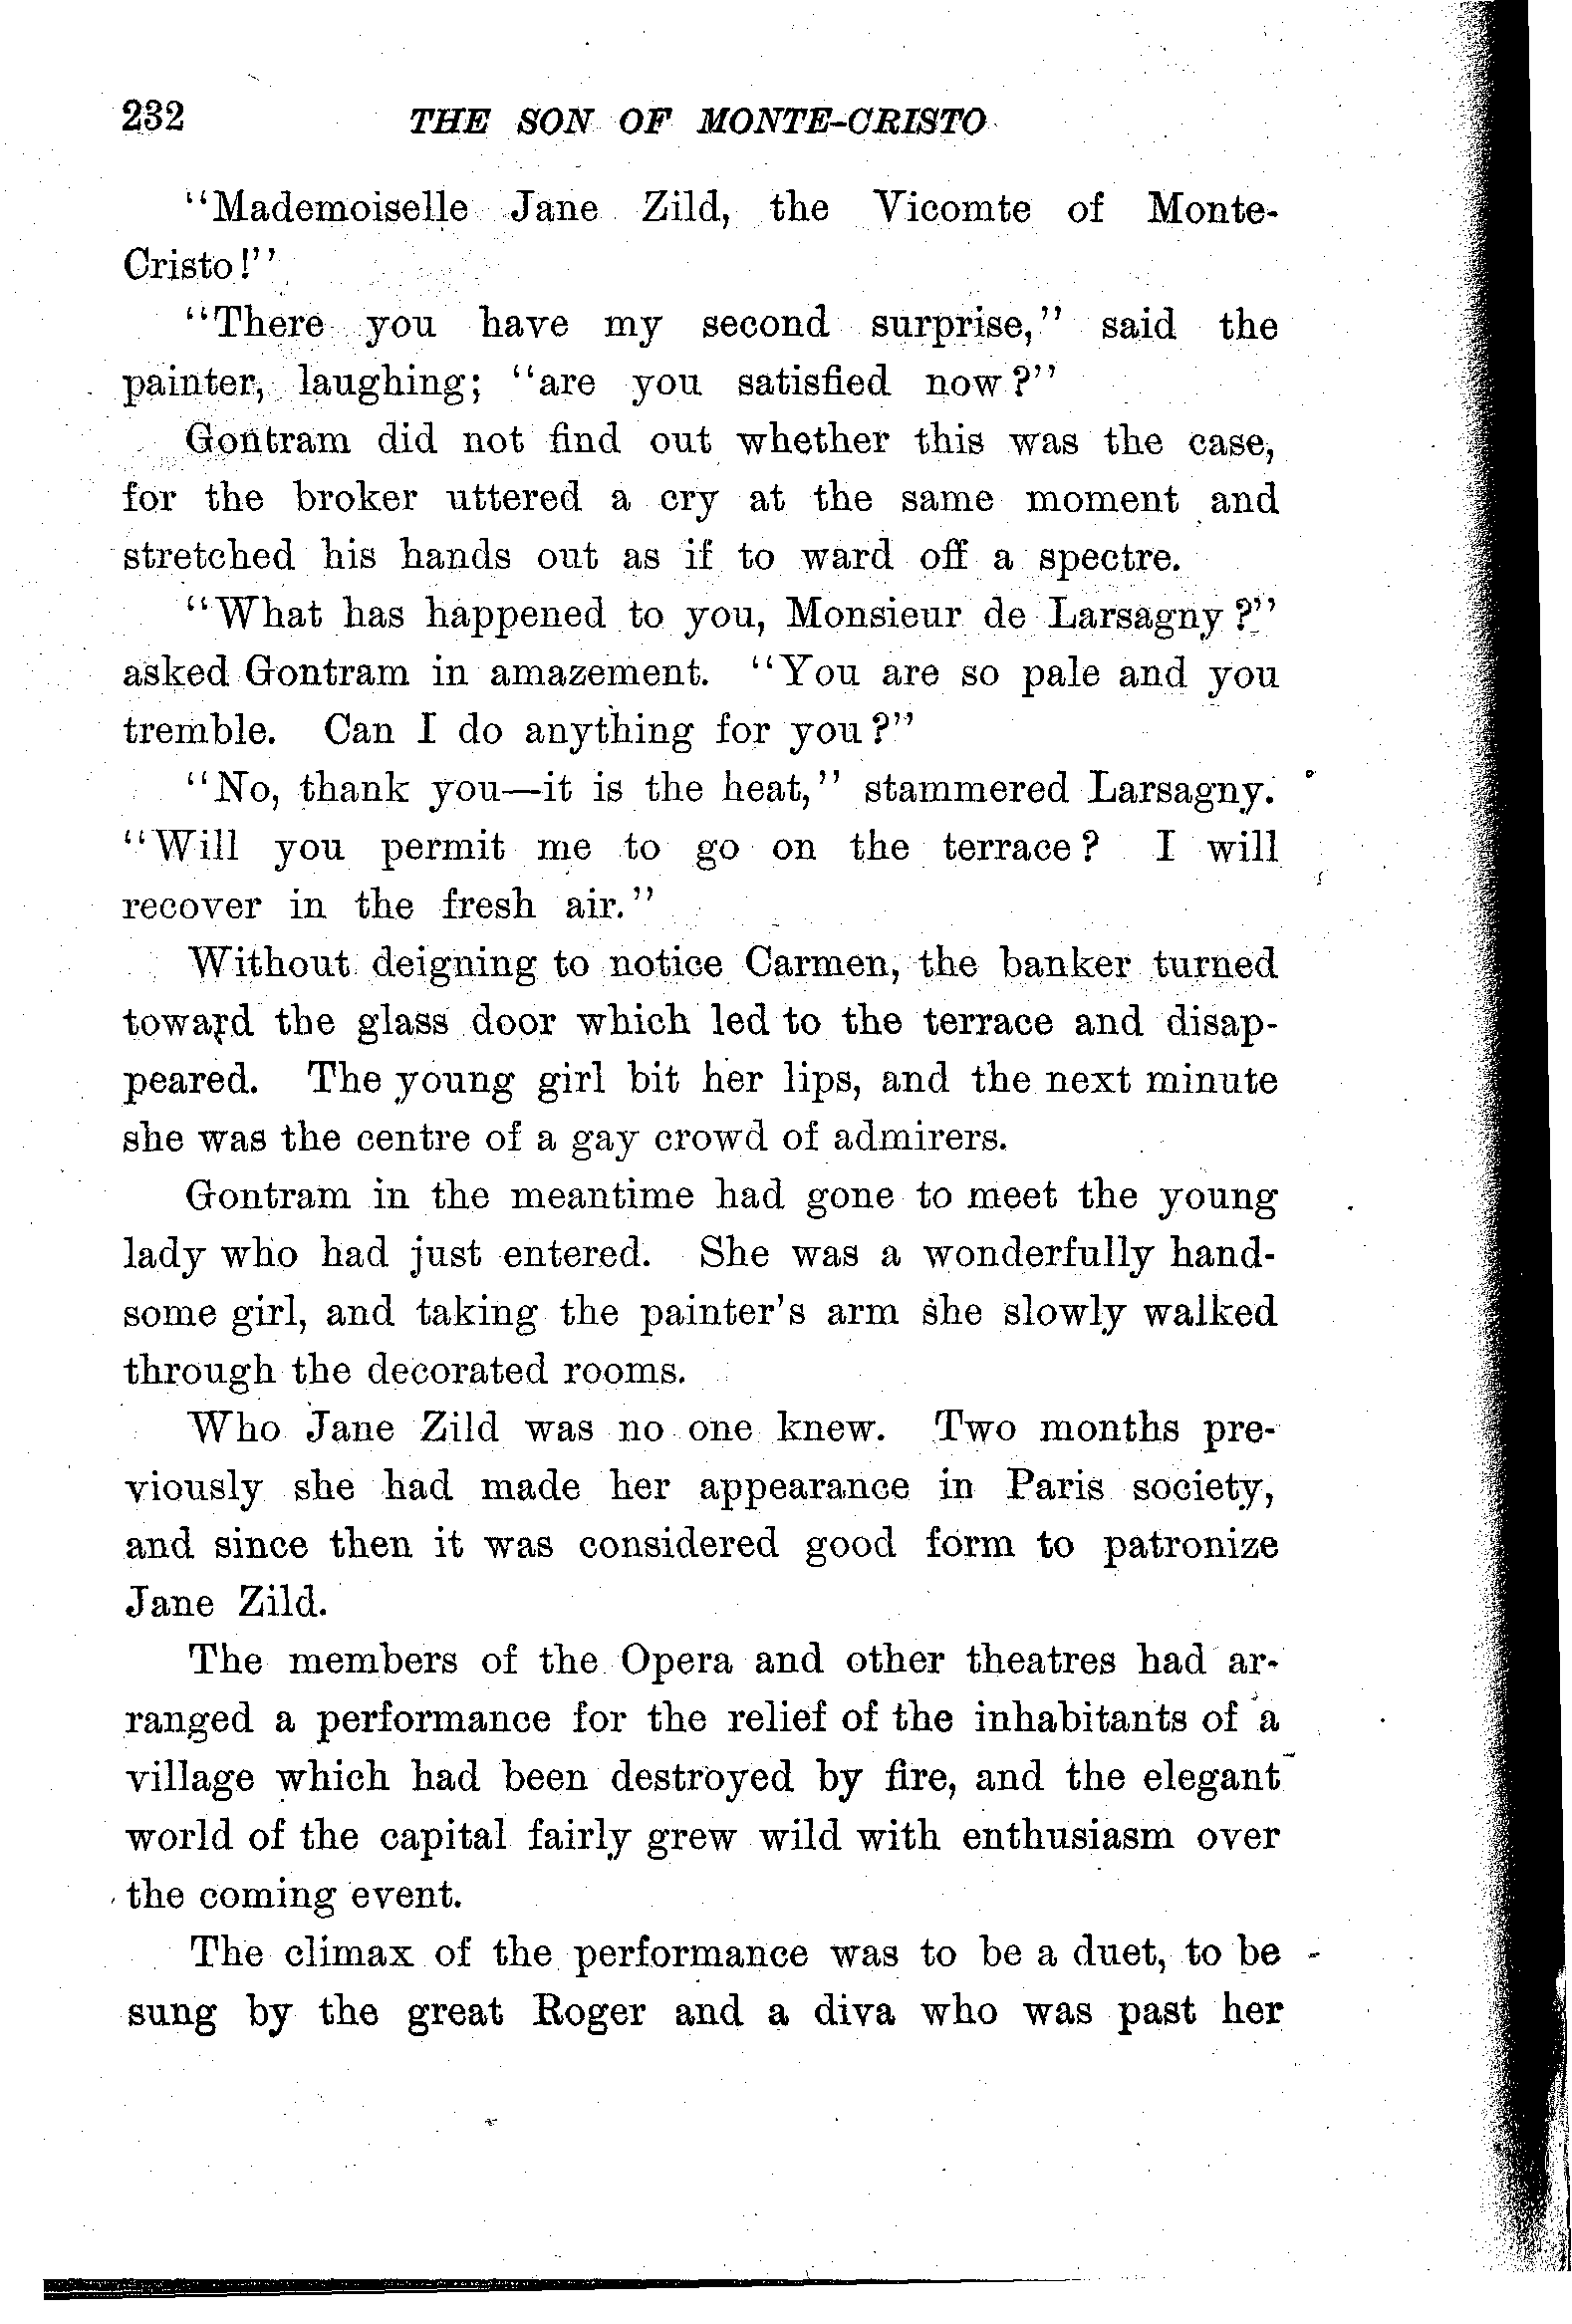 232 THE SON OF MONTE-CRISTO
"Mademoiselle Jane Zild, the Vicomte of Monte-
Cristo!"
"There you have my second surprise," said the
painter, laughing; "are you satisfied now?"
Gontram did not find out whether this was the case,
for the broker uttered a cry at the same moment and
stretched his hands out as if to ward off a spectre.
"What has happened to you, Monsieur de Larsagny?"
asked Gontram in amazement. "You are so pale and you
tremble. Can I do anything for you?"
"No, thank you—it is the heat," stammered Larsagny.
"Will you permit me to go on the terrace? I will
recover in the fresh air."
Without deigning to notice Carmen, the banker turned
toward the glass door which led to the terrace and disap-
peared. The young girl bit her lips, and the next minute
she was the centre of a gay crowd of admirers.
Gontram in the meantime had gone to meet the young
lady who had just entered. She was a wonderfully hand-
some girl, and taking the painter's arm she slowly walked
through the decorated rooms.
Who Jane Zild was no one knew. Two months pre-
viously she had made her appearance in Paris society,
and since then it was considered good form to patronize
Jane Zild.
The members of the Opera and other theatres had ar-
ranged a performance for the relief of the inhabitants of a
village which had been destroyed by fire, and the elegant
world of the capital fairly grew wild with enthusiasm over
the coming event.
The climax of the performance was to be a duet, to be
sung by the great Roger and a diva who was past her